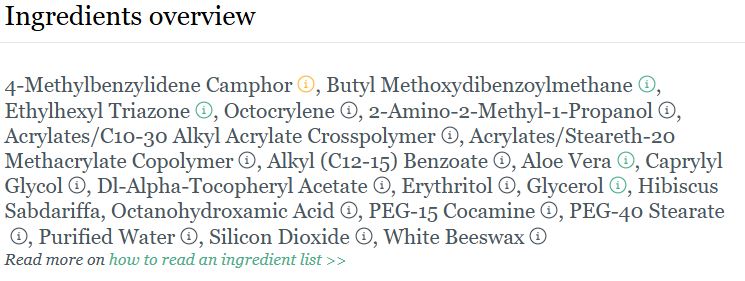 Ingredients overview
4-Methylbenzylidene Camphor ⓘ, Butyl Methoxydibenzoylmethane ⓘ,
Ethylhexyl Triazone ⓘ, Octocrylene ⓘ, 2-Amino-2-Methyl-1-Propanol ⓘ,
Acrylates/C10-30 Alkyl Acrylate Crosspolymer ⓘ, Acrylates/Steareth-20
Methacrylate Copolymer ⓘ, Alkyl (C12-15) Benzoate ⓘ, Aloe Vera ⓘ, Caprylyl
Glycol ⓘ, Dl-Alpha-Tocopheryl Acetate ⓘ, Erythritol ⓘ, Glycerol ⓘ, Hibiscus
Sabdariffa, Octanohydroxamic Acid ⓘ, PEG-15 Cocamine ⓘ, PEG-40 Stearate
ⓘ, Purified Water ⓘ, Silicon Dioxide ⓘ, White Beeswax ⓘ
Read more on how to read an ingredient list >>